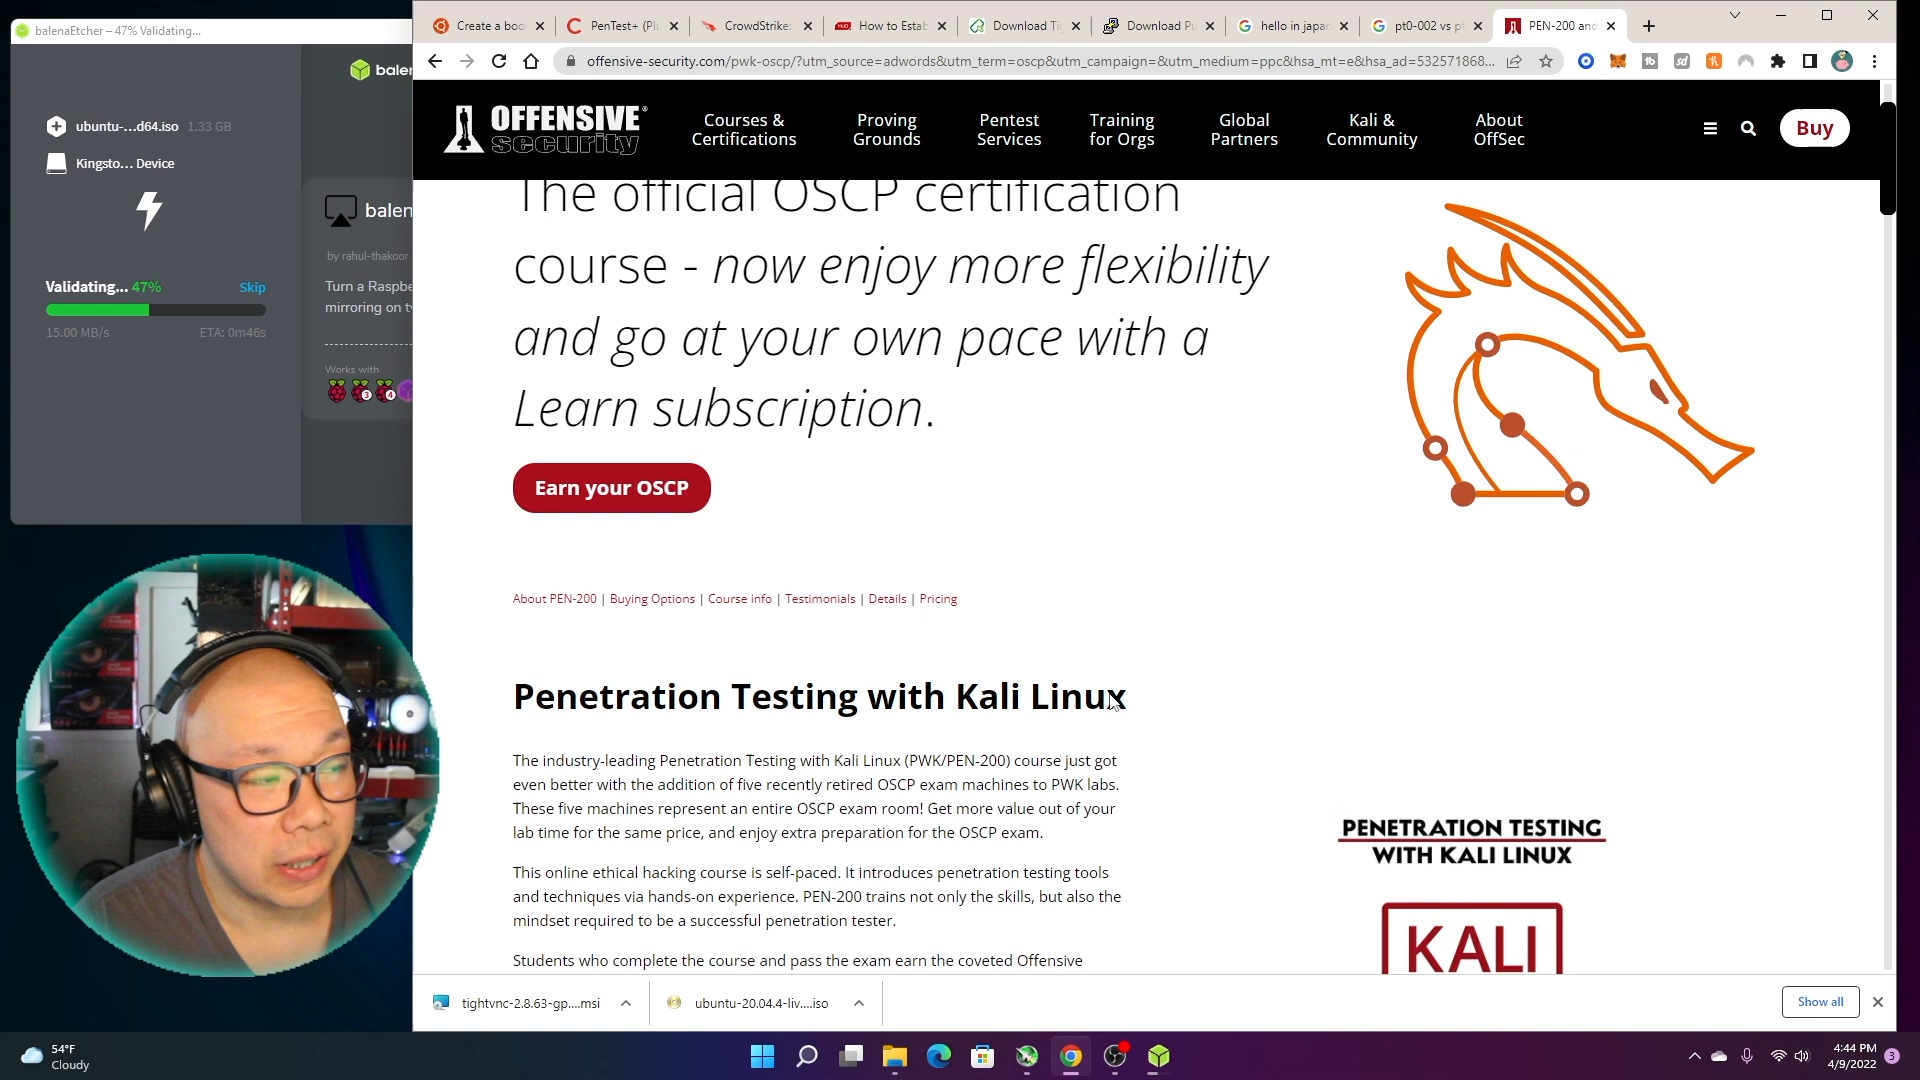 balenaEtcher – 47% Validating...
ubuntu-...d64.iso 1.33 GB
Kingsto... Device
Validating... 47% Skip
15.00 MB/s ETA: 0m46s
by rahul-thakoor
Turn a
mirroring on
Works with
Create a PenTest+ CrowdStrike How to Download Download hello in pt0-002 vs PEN-200
offensive-security.com/pwk-oscp/?utm_source=adwords&utm_term=oscp&utm_campaign=&utm_medium=ppc&hsa_mt=e&hsa_ad=532571868...
OFFENSIVE
security
Courses &
Certifications
Proving
Grounds
Pentest
Services
Training
for Orgs
Global
Partners
Kali &
Community
About
OffSec
Buy
The official OSCP certification
course - now enjoy more flexibility
and go at your own pace with a
Learn subscription.
Earn your OSCP
About PEN-200 | Buying Options | Course info | Testimonials | Details | Pricing
Penetration Testing with Kali Linux
The industry-leading Penetration Testing with Kali Linux (PWK/PEN-200) course just got
even better with the addition of five recently retired OSCP exam machines to PWK labs.
These five machines represent an entire OSCP exam room! Get more value out of your
lab time for the same price, and enjoy extra preparation for the OSCP exam.
This online ethical hacking course is self-paced. It introduces penetration testing tools
and techniques via hands-on experience. PEN-200 trains not only the skills, but also the
mindset required to be a successful penetration tester.
Students who complete the course and pass the exam earn the coveted Offensive
PENETRATION TESTING
WITH KALI LINUX
KALI
tightvnc-2.8.63-gp....msi ubuntu-20.04.4-liv....iso Show all
54°F
Cloudy
4:44 PM
4/9/2022
3